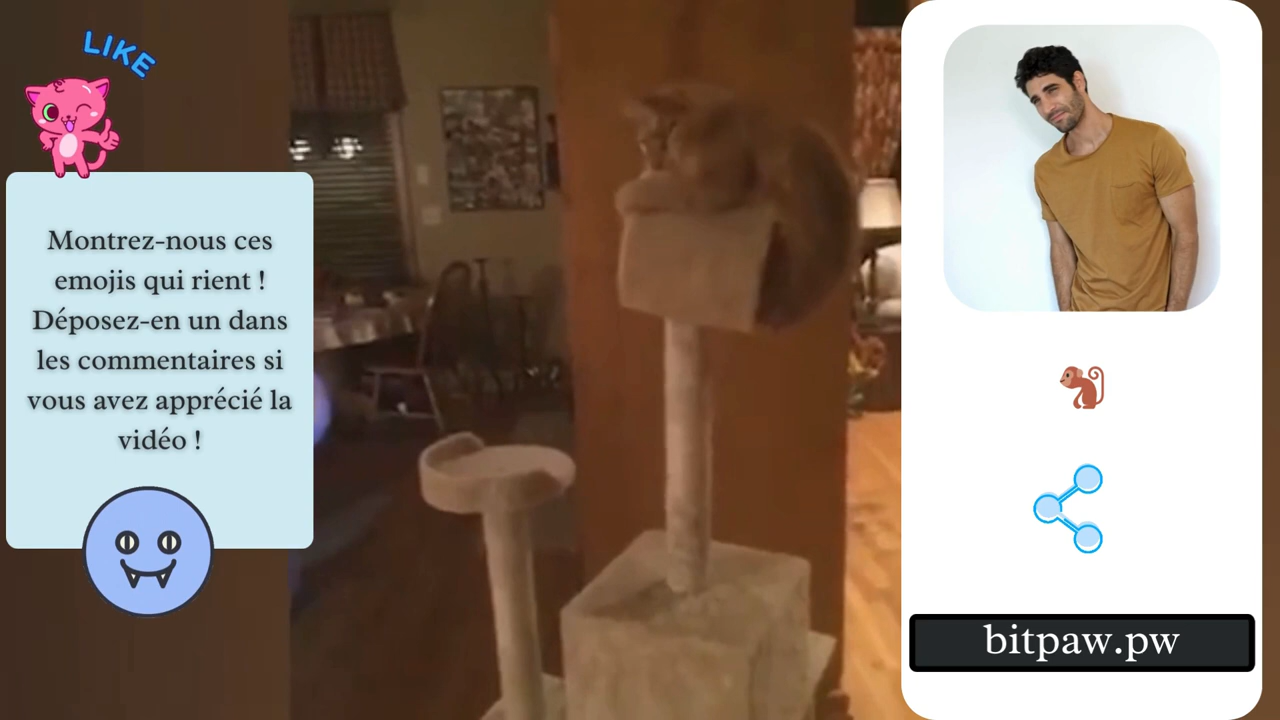 LIKE
Montrez-nous ces
emojis qui rient !
Déposez-en un dans
les commentaires si
vous avez apprécié la
vidéo !
bitpaw.pw